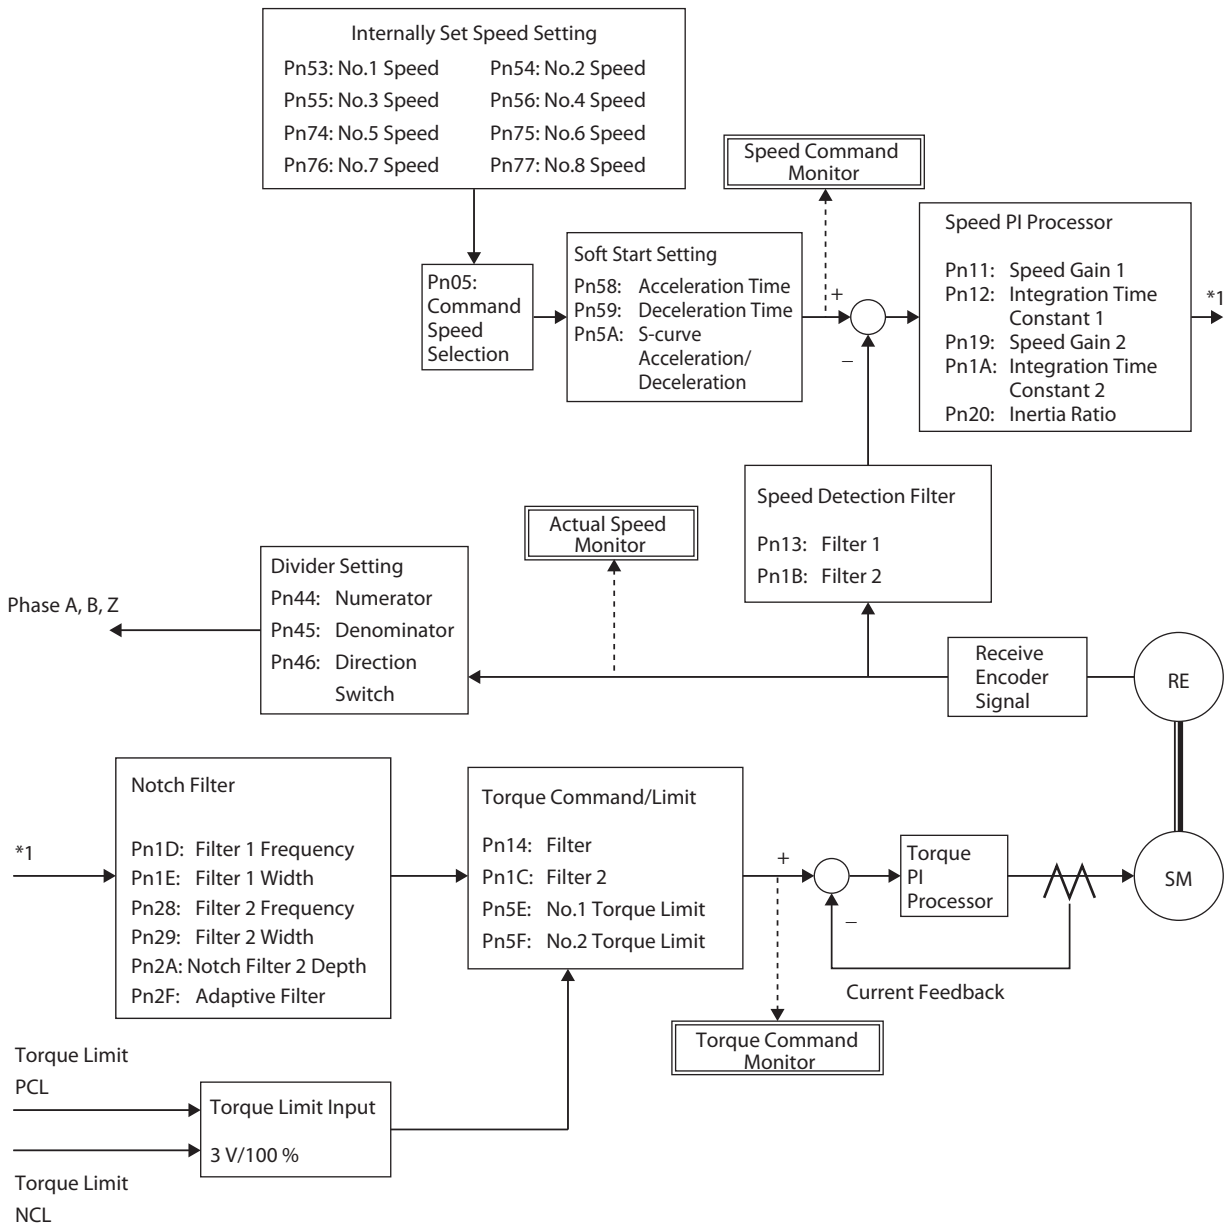 Internally Set Speed Setting
Pn53: No.1 Speed Pn54: No.2 Speed
Pn55: No.3 Speed Pn56: No.4 Speed
Pn74: No.5 Speed Pn75: No.6 Speed
Pn76: No.7 Speed Pn77: No.8 Speed
Speed Command
Monitor
Pn05:
Command
Speed
Selection
Soft Start Setting
Pn58: Acceleration Time
Pn59: Deceleration Time
Pn5A: S-curve
Acceleration/
Deceleration
+
−
Speed PI Processor
Pn11: Speed Gain 1
Pn12: Integration Time
Constant 1
Pn19: Speed Gain 2
Pn1A: Integration Time
Constant 2
Pn20: Inertia Ratio
*1
Speed Detection Filter
Pn13: Filter 1
Pn1B: Filter 2
Actual Speed
Monitor
Divider Setting
Pn44: Numerator
Pn45: Denominator
Pn46: Direction
Switch
Phase A, B, Z
Receive
Encoder
Signal
RE
*1
Notch Filter
Pn1D: Filter 1 Frequency
Pn1E: Filter 1 Width
Pn28: Filter 2 Frequency
Pn29: Filter 2 Width
Pn2A: Notch Filter 2 Depth
Pn2F: Adaptive Filter
Torque Command/Limit
Pn14: Filter
Pn1C: Filter 2
Pn5E: No.1 Torque Limit
Pn5F: No.2 Torque Limit
+
−
Torque
PI
Processor
SM
Current Feedback
Torque Command
Monitor
Torque Limit
PCL
Torque Limit Input
3 V/100 %
Torque Limit
NCL